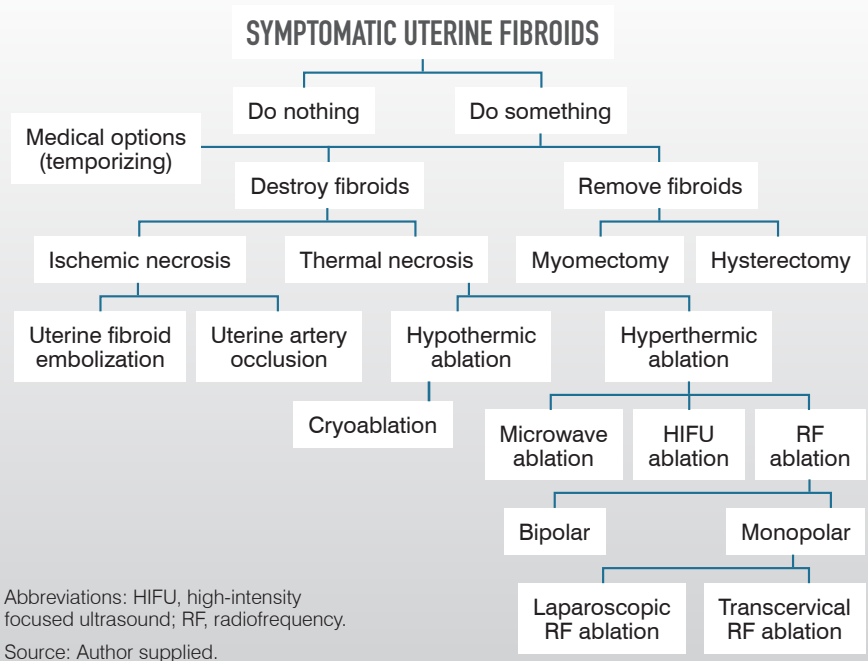 SYMPTOMATIC UTERINE FIBROIDS
Do nothing
Do something
Medical options
(temporizing)
Destroy fibroids
Remove fibroids
Ischemic necrosis
Thermal necrosis
Myomectomy
Hysterectomy
Uterine fibroid
embolization
Uterine artery
occlusion
Hypothermic
ablation
Hyperthermic
ablation
Cryoablation
Microwave
ablation
HIFU
ablation
RF
ablation
Bipolar
Monopolar
Laparoscopic
RF ablation
Transcervical
RF ablation
Abbreviations: HIFU, high-intensity
focused ultrasound; RF, radiofrequency.
Source: Author supplied.